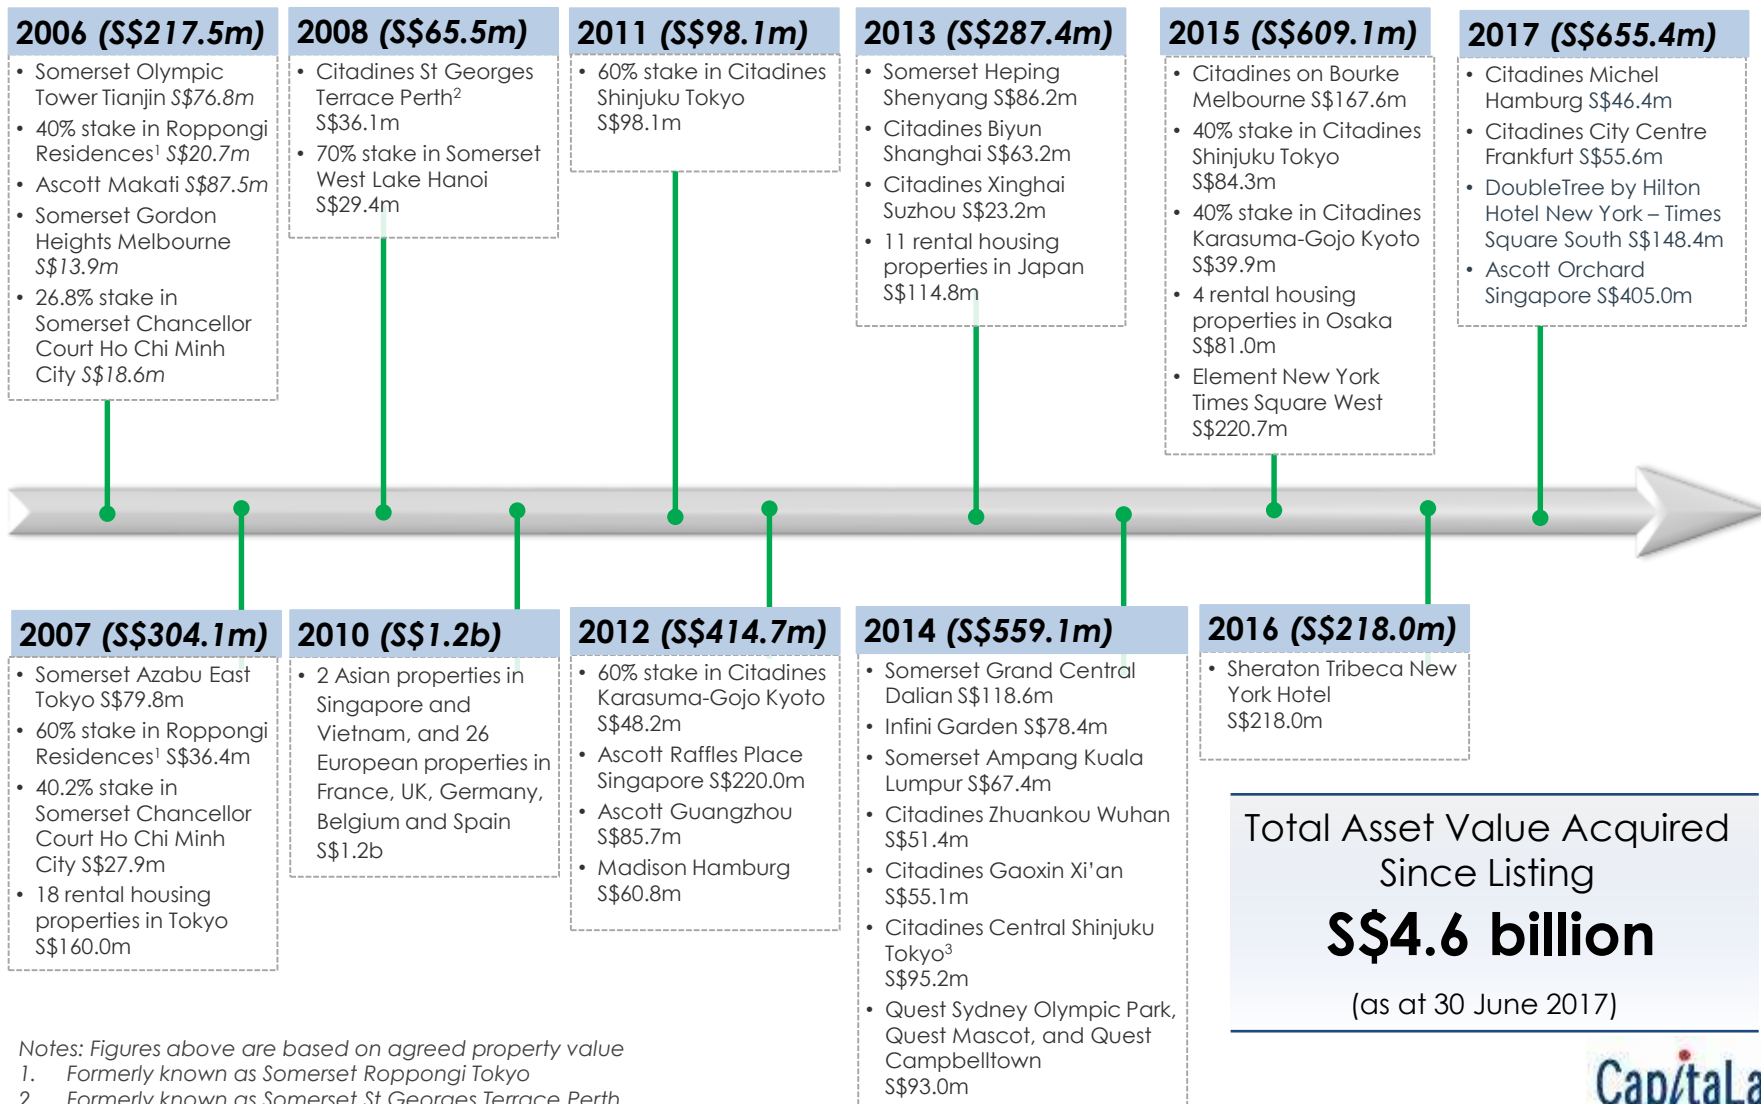 2006 (S$217.5m)
• Somerset Olympic
Tower Tianjin S$76.8m
• 40% stake in Roppongi
Residences¹ S$20.7m
• Ascott Makati S$87.5m
• Somerset Gordon
Heights Melbourne
S$13.9m
• 26.8% stake in
Somerset Chancellor
Court Ho Chi Minh
City S$18.6m
2008 (S$65.5m)
• Citadines St Georges
Terrace Perth²
S$36.1m
• 70% stake in Somerset
West Lake Hanoi
S$29.4m
2011 (S$98.1m)
• 60% stake in Citadines
Shinjuku Tokyo
S$98.1m
2013 (S$287.4m)
• Somerset Heping
Shenyang S$86.2m
• Citadines Biyun
Shanghai S$63.2m
• Citadines Xinghai
Suzhou S$23.2m
• 11 rental housing
properties in Japan
S$114.8m
2015 (S$609.1m)
• Citadines on Bourke
Melbourne S$167.6m
• 40% stake in Citadines
Shinjuku Tokyo
S$84.3m
• 40% stake in Citadines
Karasuma-Gojo Kyoto
S$39.9m
• 4 rental housing
properties in Osaka
S$81.0m
• Element New York
Times Square West
S$220.7m
2017 (S$655.4m)
• Citadines Michel
Hamburg S$46.4m
• Citadines City Centre
Frankfurt S$55.6m
• DoubleTree by Hilton
Hotel New York – Times
Square South S$148.4m
• Ascott Orchard
Singapore S$405.0m
2007 (S$304.1m)
• Somerset Azabu East
Tokyo S$79.8m
• 60% stake in Roppongi
Residences¹ S$36.4m
• 40.2% stake in
Somerset Chancellor
Court Ho Chi Minh
City S$27.9m
• 18 rental housing
properties in Tokyo
S$160.0m
2010 (S$1.2b)
• 2 Asian properties in
Singapore and
Vietnam, and 26
European properties in
France, UK, Germany,
Belgium and Spain
S$1.2b
2012 (S$414.7m)
• 60% stake in Citadines
Karasuma-Gojo Kyoto
S$48.2m
• Ascott Raffles Place
Singapore S$220.0m
• Ascott Guangzhou
S$85.7m
• Madison Hamburg
S$60.8m
2014 (S$559.1m)
• Somerset Grand Central
Dalian S$118.6m
• Infini Garden S$78.4m
• Somerset Ampang Kuala
Lumpur S$67.4m
• Citadines Zhuankou Wuhan
S$51.4m
• Citadines Gaoxin Xi'an
S$55.1m
• Citadines Central Shinjuku
Tokyo³
S$95.2m
• Quest Sydney Olympic Park,
Quest Mascot, and Quest
Campbelltown
S$93.0m
2016 (S$218.0m)
• Sheraton Tribeca New
York Hotel
S$218.0m
Total Asset Value Acquired
Since Listing
S$4.6 billion
(as at 30 June 2017)
Notes: Figures above are based on agreed property value
1. Formerly known as Somerset Roppongi Tokyo
2. Formerly known as Somerset St Georges Terrace Perth
CapitaLa